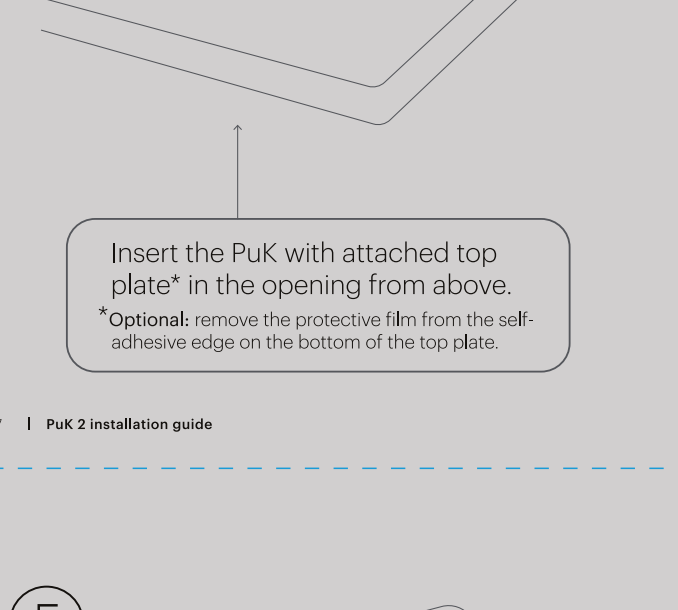 Insert the PuK with attached top
plate* in the opening from above.
*Optional: remove the protective film from the self-
adhesive edge on the bottom of the top plate.
| PuK 2 installation guide